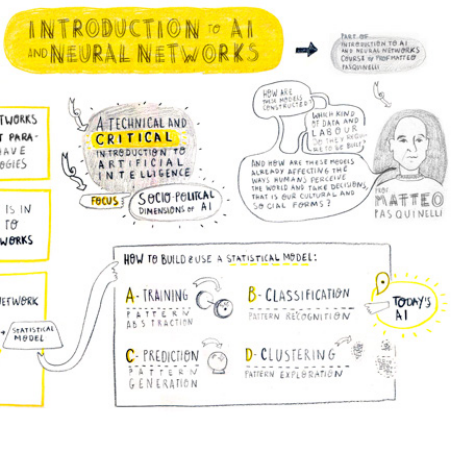 INTRODUCTION TO AI
AND NEURAL NETWORKS
PART OF
INTRODUCTION TO AI
AND NEURAL NETWORKS
COURSE BY PROF MATTEO
PASQUINELLI
A TECHNICAL AND
CRITICAL
INTRODUCTION TO
ARTIFICIAL
INTELLIGENCE
FOCUS
SOCIO-POLITCAL
DIMENSIONS OF AI
HOW ARE
THESE MODELS
CONSTRUCTED?
WHICH KIND
OF DATA AND
LABOUR
DO THEY REQUI-
RE TO BE BUILT?
AND HOW ARE THESE MODELS
ALREADY AFFECTING THE
WAYS HUMANS PERCEIVE
THE WORLD AND TAKE DECISIONS,
THAT IS OUR CULTURAL AND
SOCIAL FORMS?
PROF.
MATTEO
PASQUINELLI
TWORKS
T PARA-
HAVE
OGIES
IS IN
TO
WORKS
NETWORK
+ STATISTICAL
MODEL
HOW TO BUILD & USE A STATISTICAL MODEL:
A - TRAINING
PATTERN
ABSTRACTION
B - CLASSIFICATION
PATTERN RECOGNITION
C - PREDICTION
PATTERN
GENERATION
D - CLUSTERING
PATTERN EXPLORATION
TODAY'S
AI